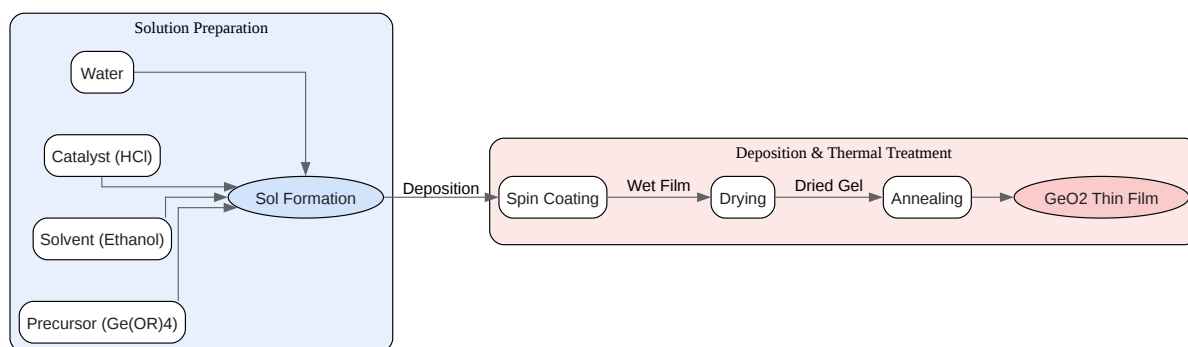 Solution Preparation
Water
Catalyst (HCl)
Solvent (Ethanol)
Precursor (Ge(OR)4)
Sol Formation
Deposition
Deposition & Thermal Treatment
Spin Coating
Wet Film
Drying
Dried Gel
Annealing
GeO2 Thin Film